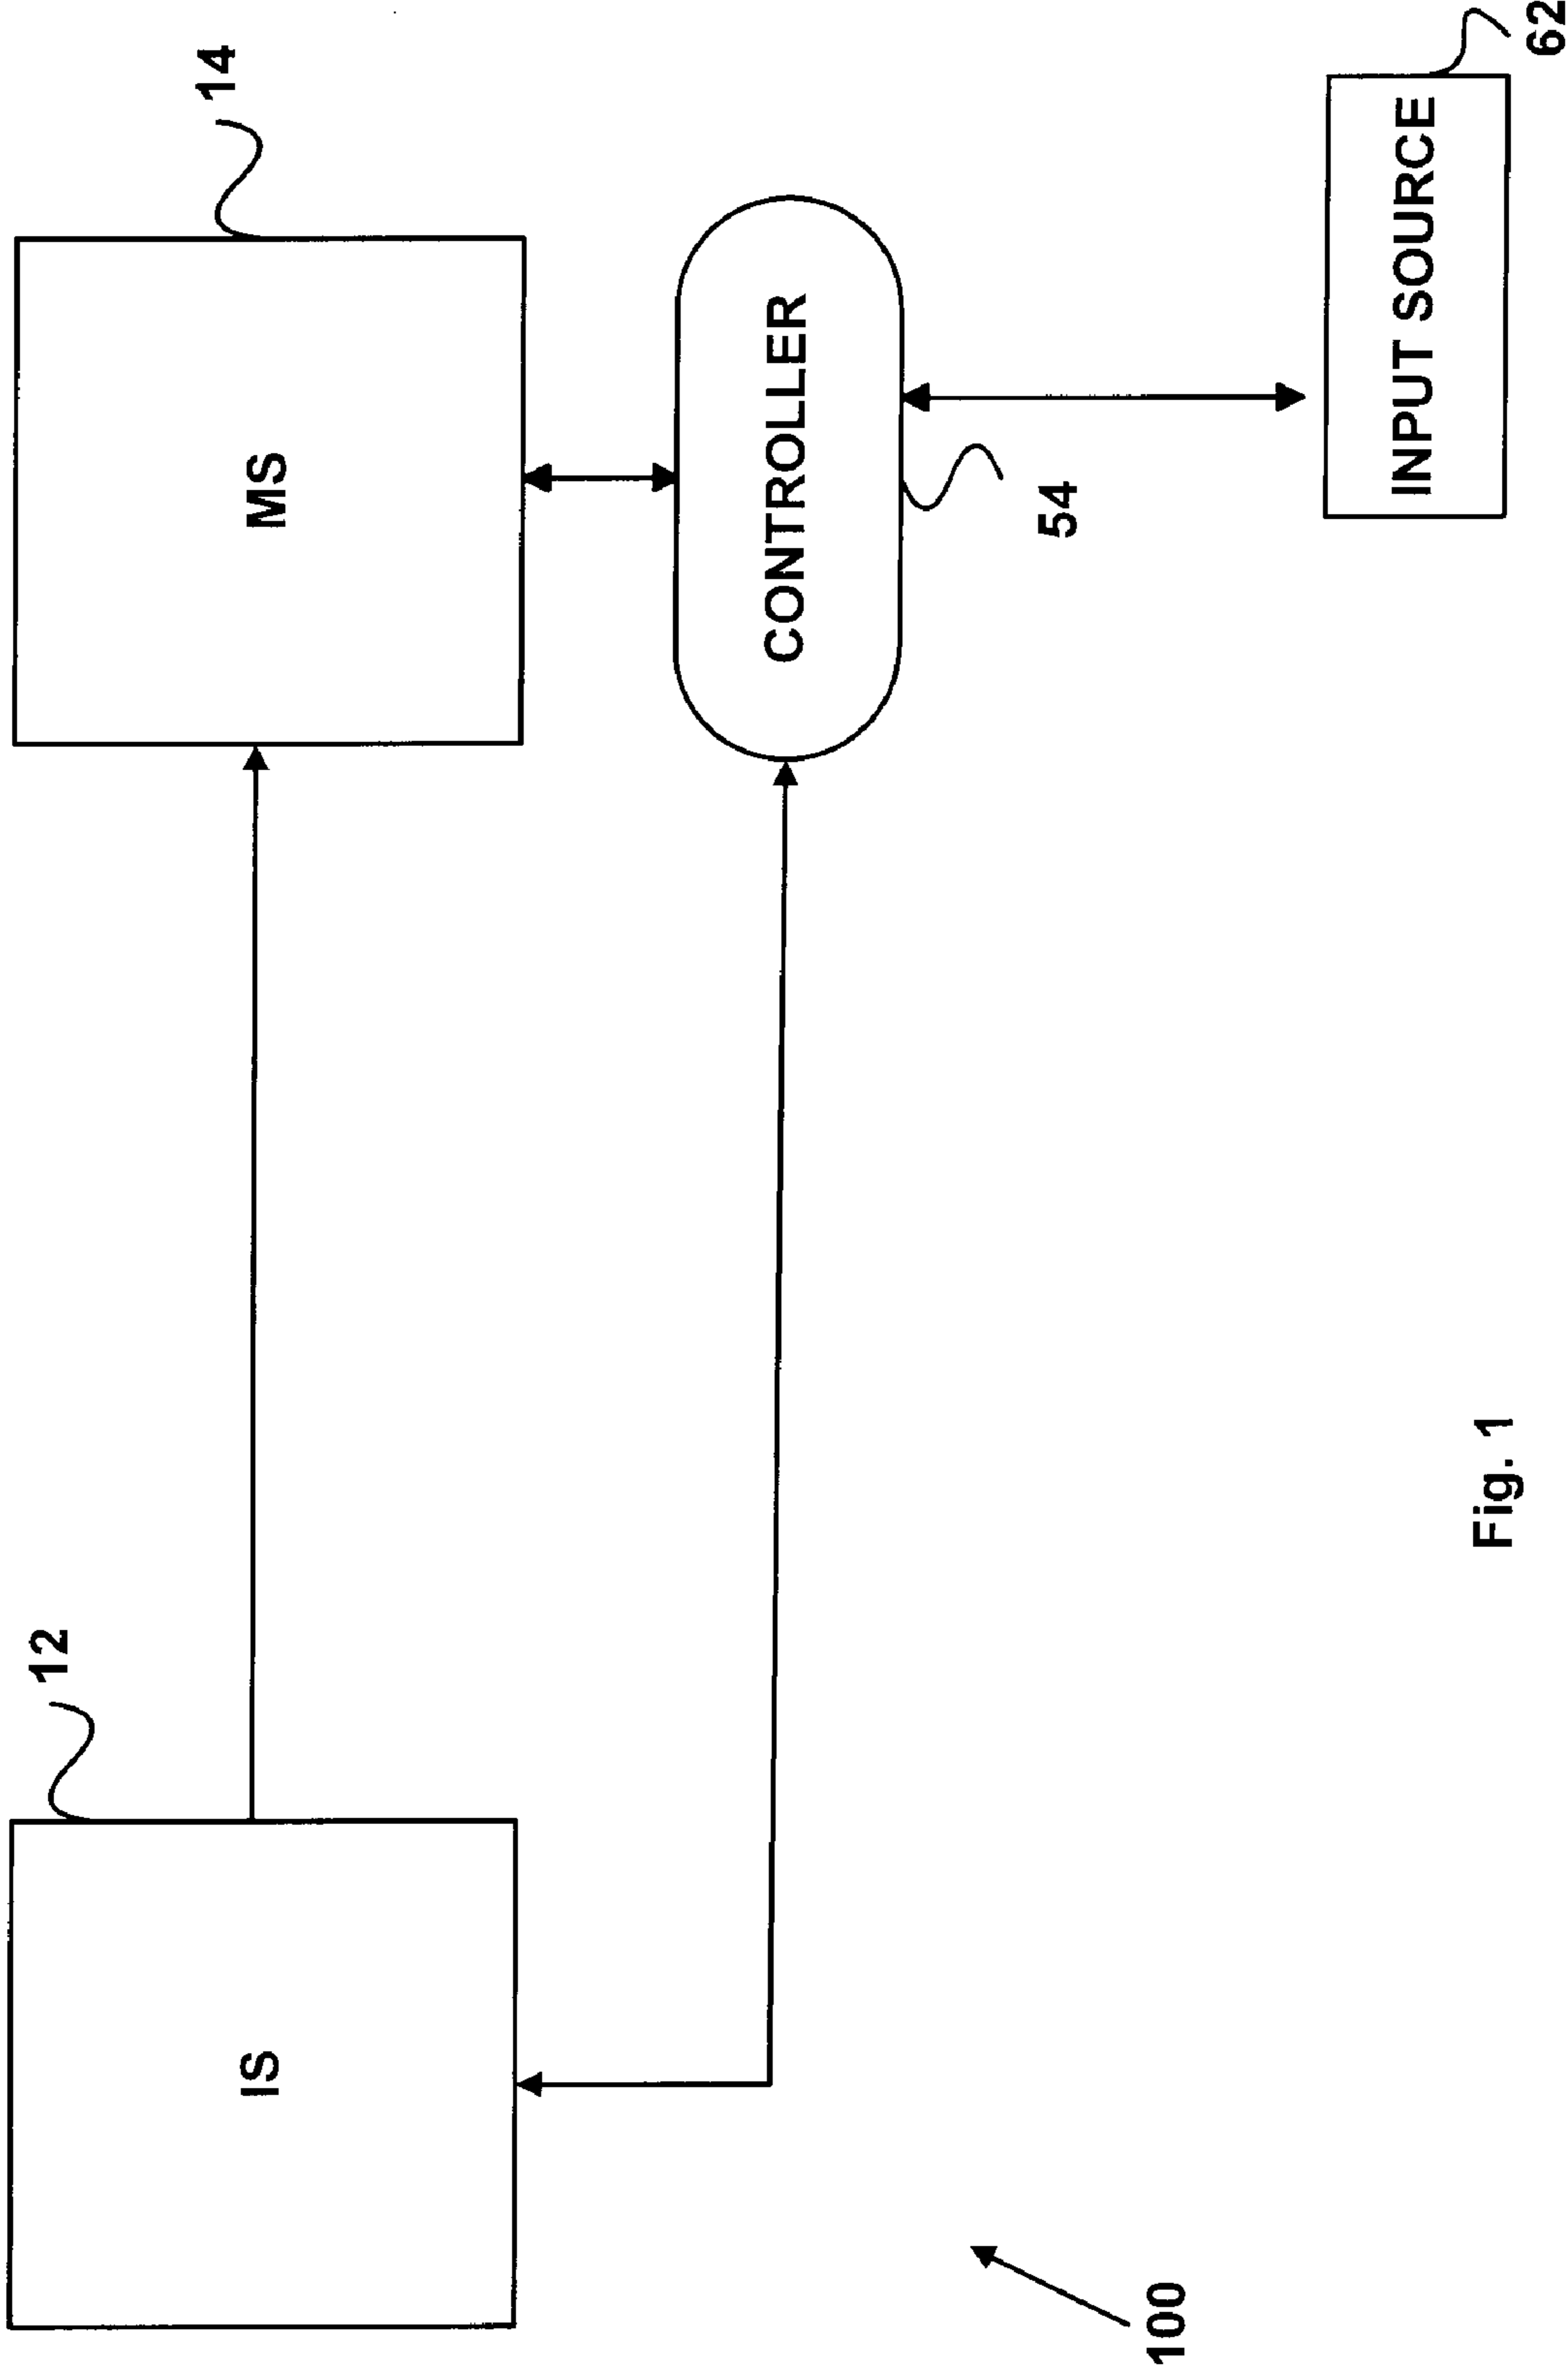 12
14
IS
MS
CONTROLLER
54
100
INPUT SOURCE
62
Fig. 1